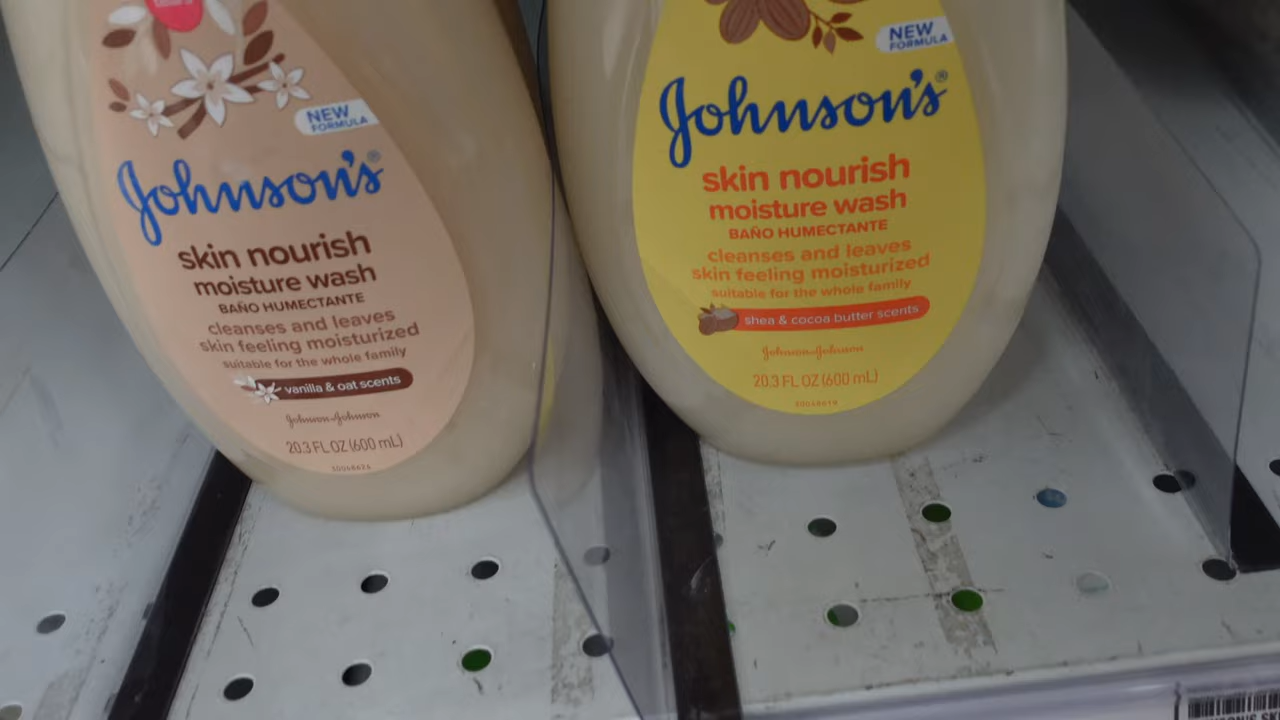 NEW
FORMULA
Johnson's®
skin nourish
moisture wash
BAÑO HUMECTANTE
cleanses and leaves
skin feeling moisturized
suitable for the whole family
vanilla & oat scents
Johnson & Johnson
20.3 FL OZ (600 mL)
NEW
FORMULA
Johnson's®
skin nourish
moisture wash
BAÑO HUMECTANTE
cleanses and leaves
skin feeling moisturized
suitable for the whole family
shea & cocoa butter scents
Johnson & Johnson
20.3 FL OZ (600 mL)